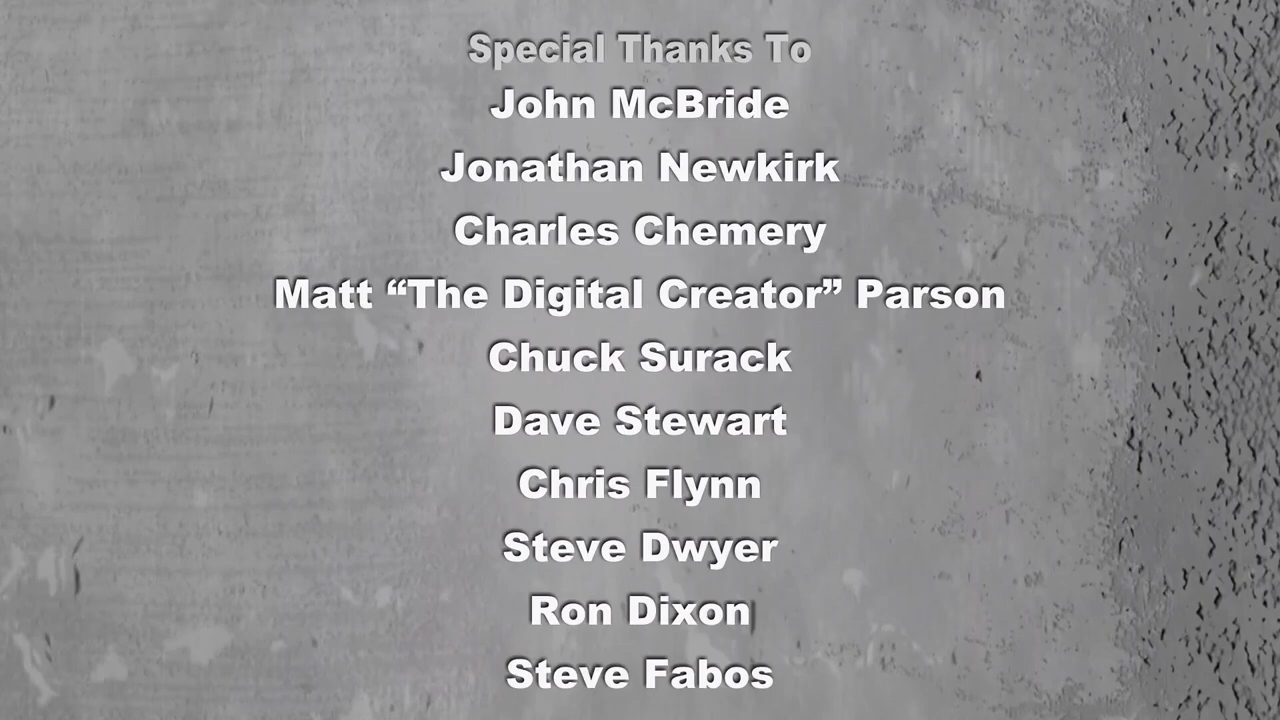 Special Thanks To
John McBride
Jonathan Newkirk
Charles Chemery
Matt “The Digital Creator” Parson
Chuck Surack
Dave Stewart
Chris Flynn
Steve Dwyer
Ron Dixon
Steve Fabos